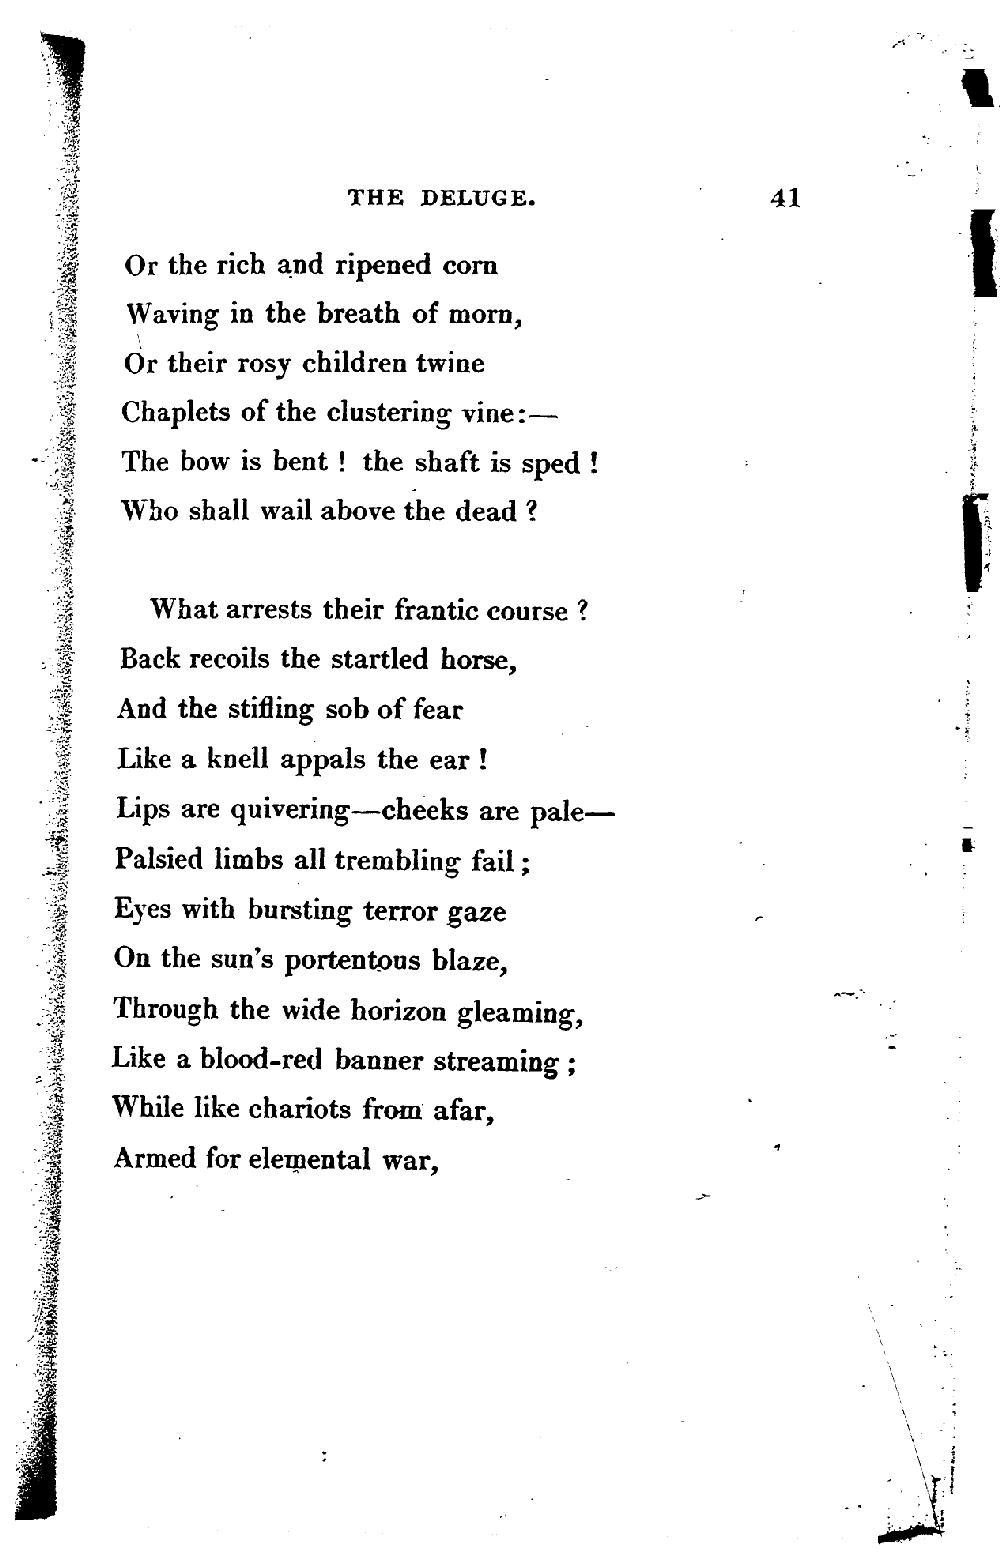 THE DELUGE. 41
Or the rich and ripened corn
Waving in the breath of morn,
Or their rosy children twine
Chaplets of the clustering vine:—
The bow is bent ! the shaft is sped !
Who shall wail above the dead ?
What arrests their frantic course ?
Back recoils the startled horse,
And the stifling sob of fear
Like a knell appals the ear !
Lips are quivering—cheeks are pale—
Palsied limbs all trembling fail ;
Eyes with bursting terror gaze
On the sun's portentous blaze,
Through the wide horizon gleaming,
Like a blood-red banner streaming ;
While like chariots from afar,
Armed for elemental war,